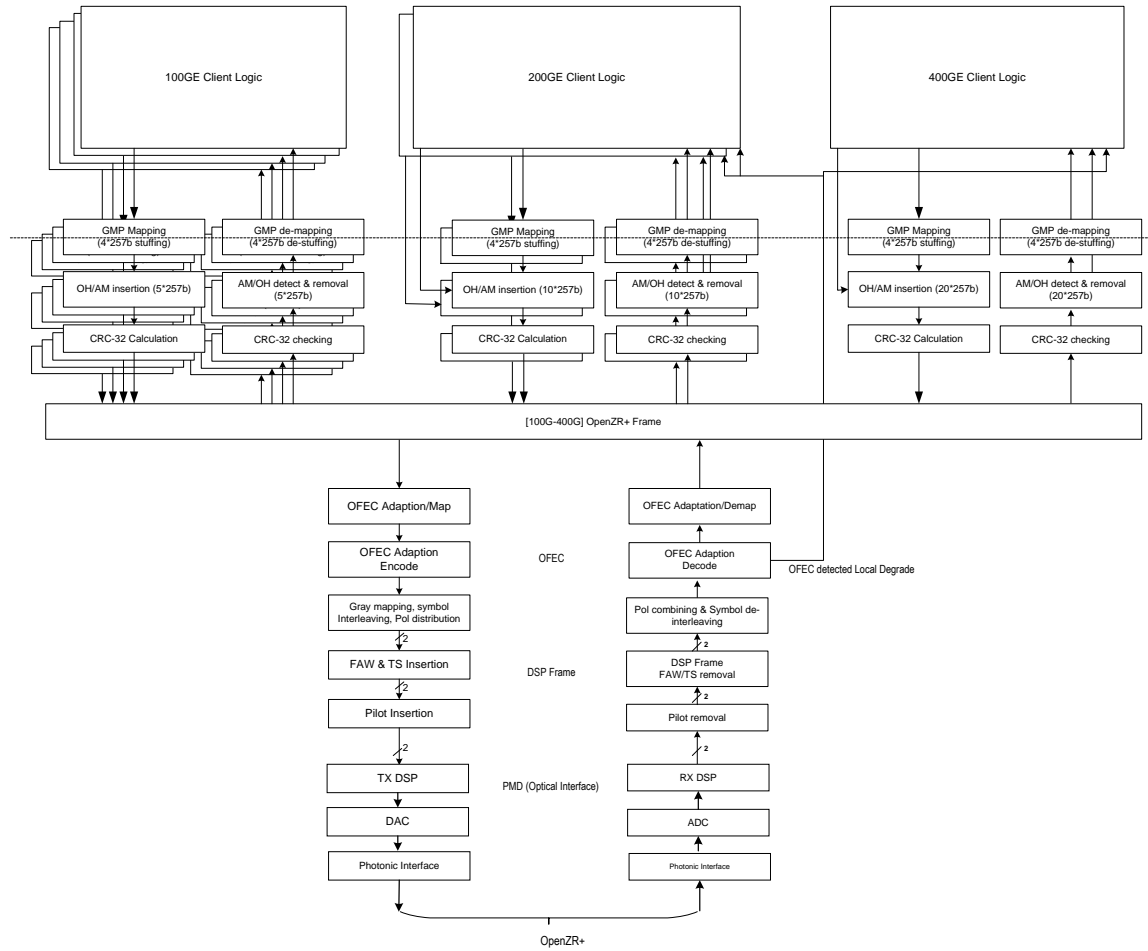 100GE Client Logic
200GE Client Logic
400GE Client Logic
GMP Mapping
(4*257b stuffing)
GMP de-mapping
(4*257b de-stuffing)
GMP Mapping
(4*257b stuffing)
GMP de-mapping
(4*257b de-stuffing)
GMP Mapping
(4*257b stuffing)
GMP de-mapping
(4*257b de-stuffing)
OH/AM insertion (5*257b)
AM/OH detect & removal
(5*257b)
OH/AM insertion (10*257b)
AM/OH detect & removal
(10*257b)
OH/AM insertion (20*257b)
AM/OH detect & removal
(20*257b)
CRC-32 Calculation
CRC-32 checking
CRC-32 Calculation
CRC-32 checking
CRC-32 Calculation
CRC-32 checking
[100G-400G] OpenZR+ Frame
OFEC Adaption/Map
OFEC Adaptation/Demap
OFEC Adaption
Encode
OFEC
OFEC Adaption
Decode
OFEC detected Local Degrade
Gray mapping, symbol
Interleaving, Pol distribution
Pol combining & Symbol de-
interleaving
2
2
FAW & TS Insertion
DSP Frame
DSP Frame
FAW/TS removal
2
2
Pilot Insertion
Pilot removal
2
2
TX DSP
PMD (Optical Interface)
RX DSP
DAC
ADC
Photonic Interface
Photonic Interface
OpenZR+